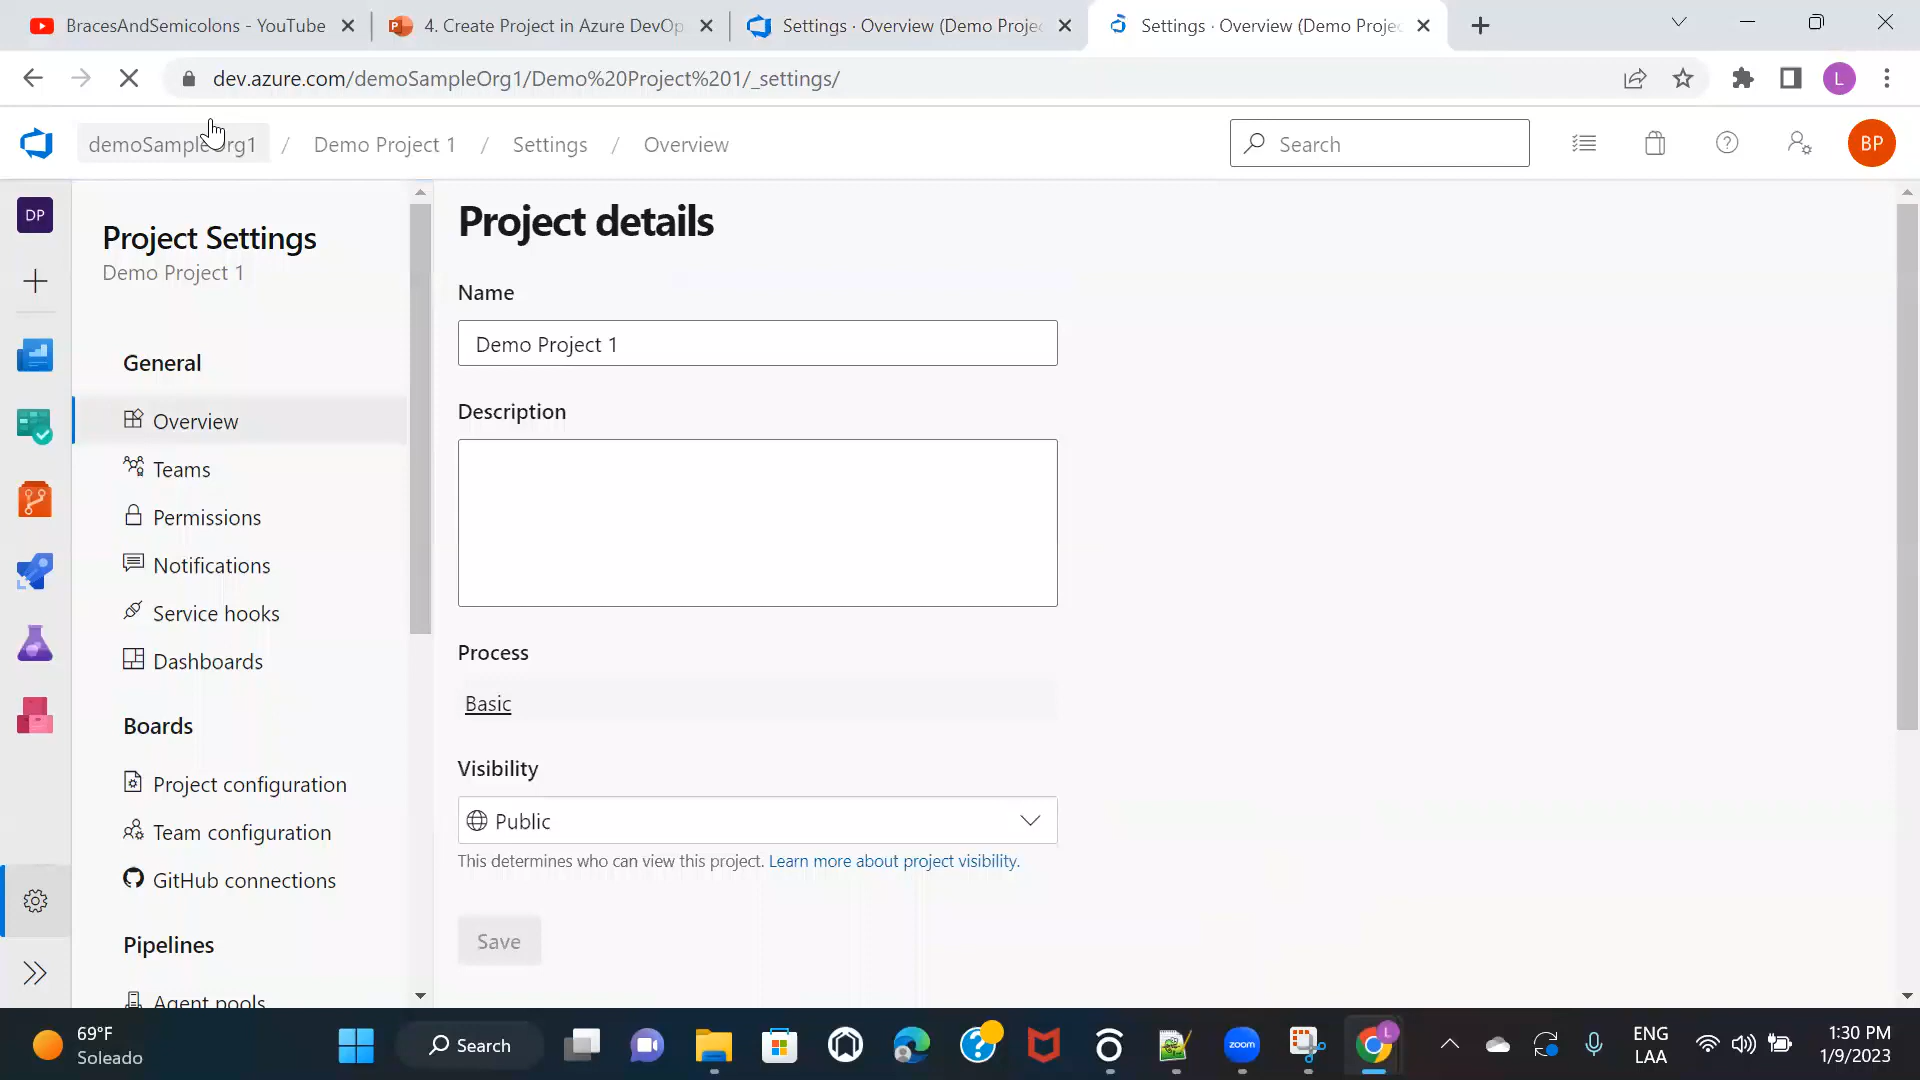 BracesAndSemicolons - YouTube
4. Create Project in Azure DevOp
Settings · Overview (Demo Projec
Settings · Overview (Demo Projec
dev.azure.com/demoSampleOrg1/Demo%20Project%201/_settings/
L
demoSampleOrg1 / Demo Project 1 / Settings / Overview
Search
BP
DP
Project Settings
Demo Project 1
General
Overview
Teams
Permissions
Notifications
Service hooks
Dashboards
Boards
Project configuration
Team configuration
GitHub connections
Pipelines
Agent pools
Project details
Name
Demo Project 1
Description
Process
Basic
Visibility
Public
This determines who can view this project. Learn more about project visibility.
Save
69°F
Soleado
Search
zoom
L
ENG
LAA
1:30 PM
1/9/2023